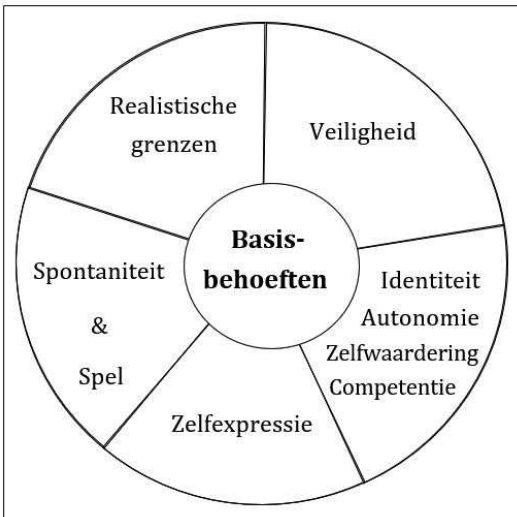 Realistische
grenzen
Veiligheid
Basis-
behoeften
Spontaniteit
&
Spel
Identiteit
Autonomie
Zelfwaardering
Competentie
Zelfexpressie